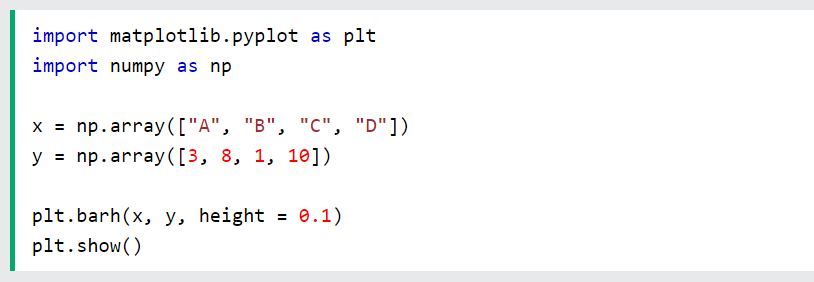 import matplotlib.pyplot as plt
import numpy as np
x = np.array(["A", "B", "C", "D"])
y = np.array([3, 8, 1, 10])
plt.barh(x, y, height = 0.1)
plt.show()